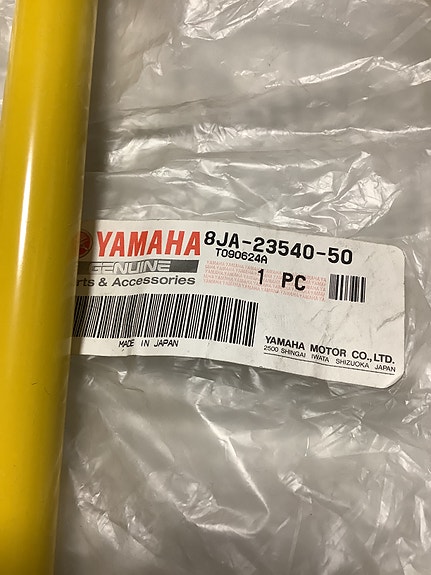 YAMAHA 8JA-23540-50
T090624A
GENUINE
rts & Accessories
1 PC
MADE IN JAPAN
YAMAHA MOTOR CO.,LTD.
2500 SHINGAI IWATA SHIZUOKA JAPAN